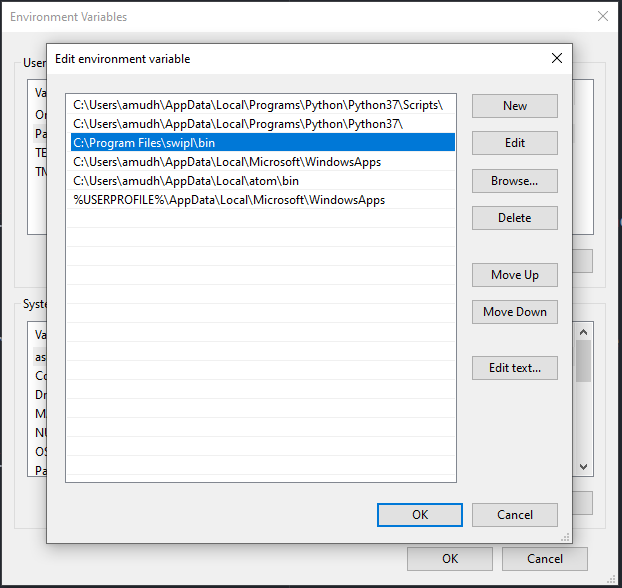 Environment Variables
Edit environment variable
User
C:\Users\amudh\AppData\Local\Programs\Python\Python37\Scripts\
C:\Users\amudh\AppData\Local\Programs\Python\Python37\
C:\Program Files\swipl\bin
C:\Users\amudh\AppData\Local\Microsoft\WindowsApps
C:\Users\amudh\AppData\Local\atom\bin
%USERPROFILE%\AppData\Local\Microsoft\WindowsApps
New
Edit
Browse...
Delete
Move Up
Move Down
Edit text...
Va
Pa
TE
Syste
Va
as
Co
Dr
NU
OS
Pa
OK
Cancel
OK
Cancel